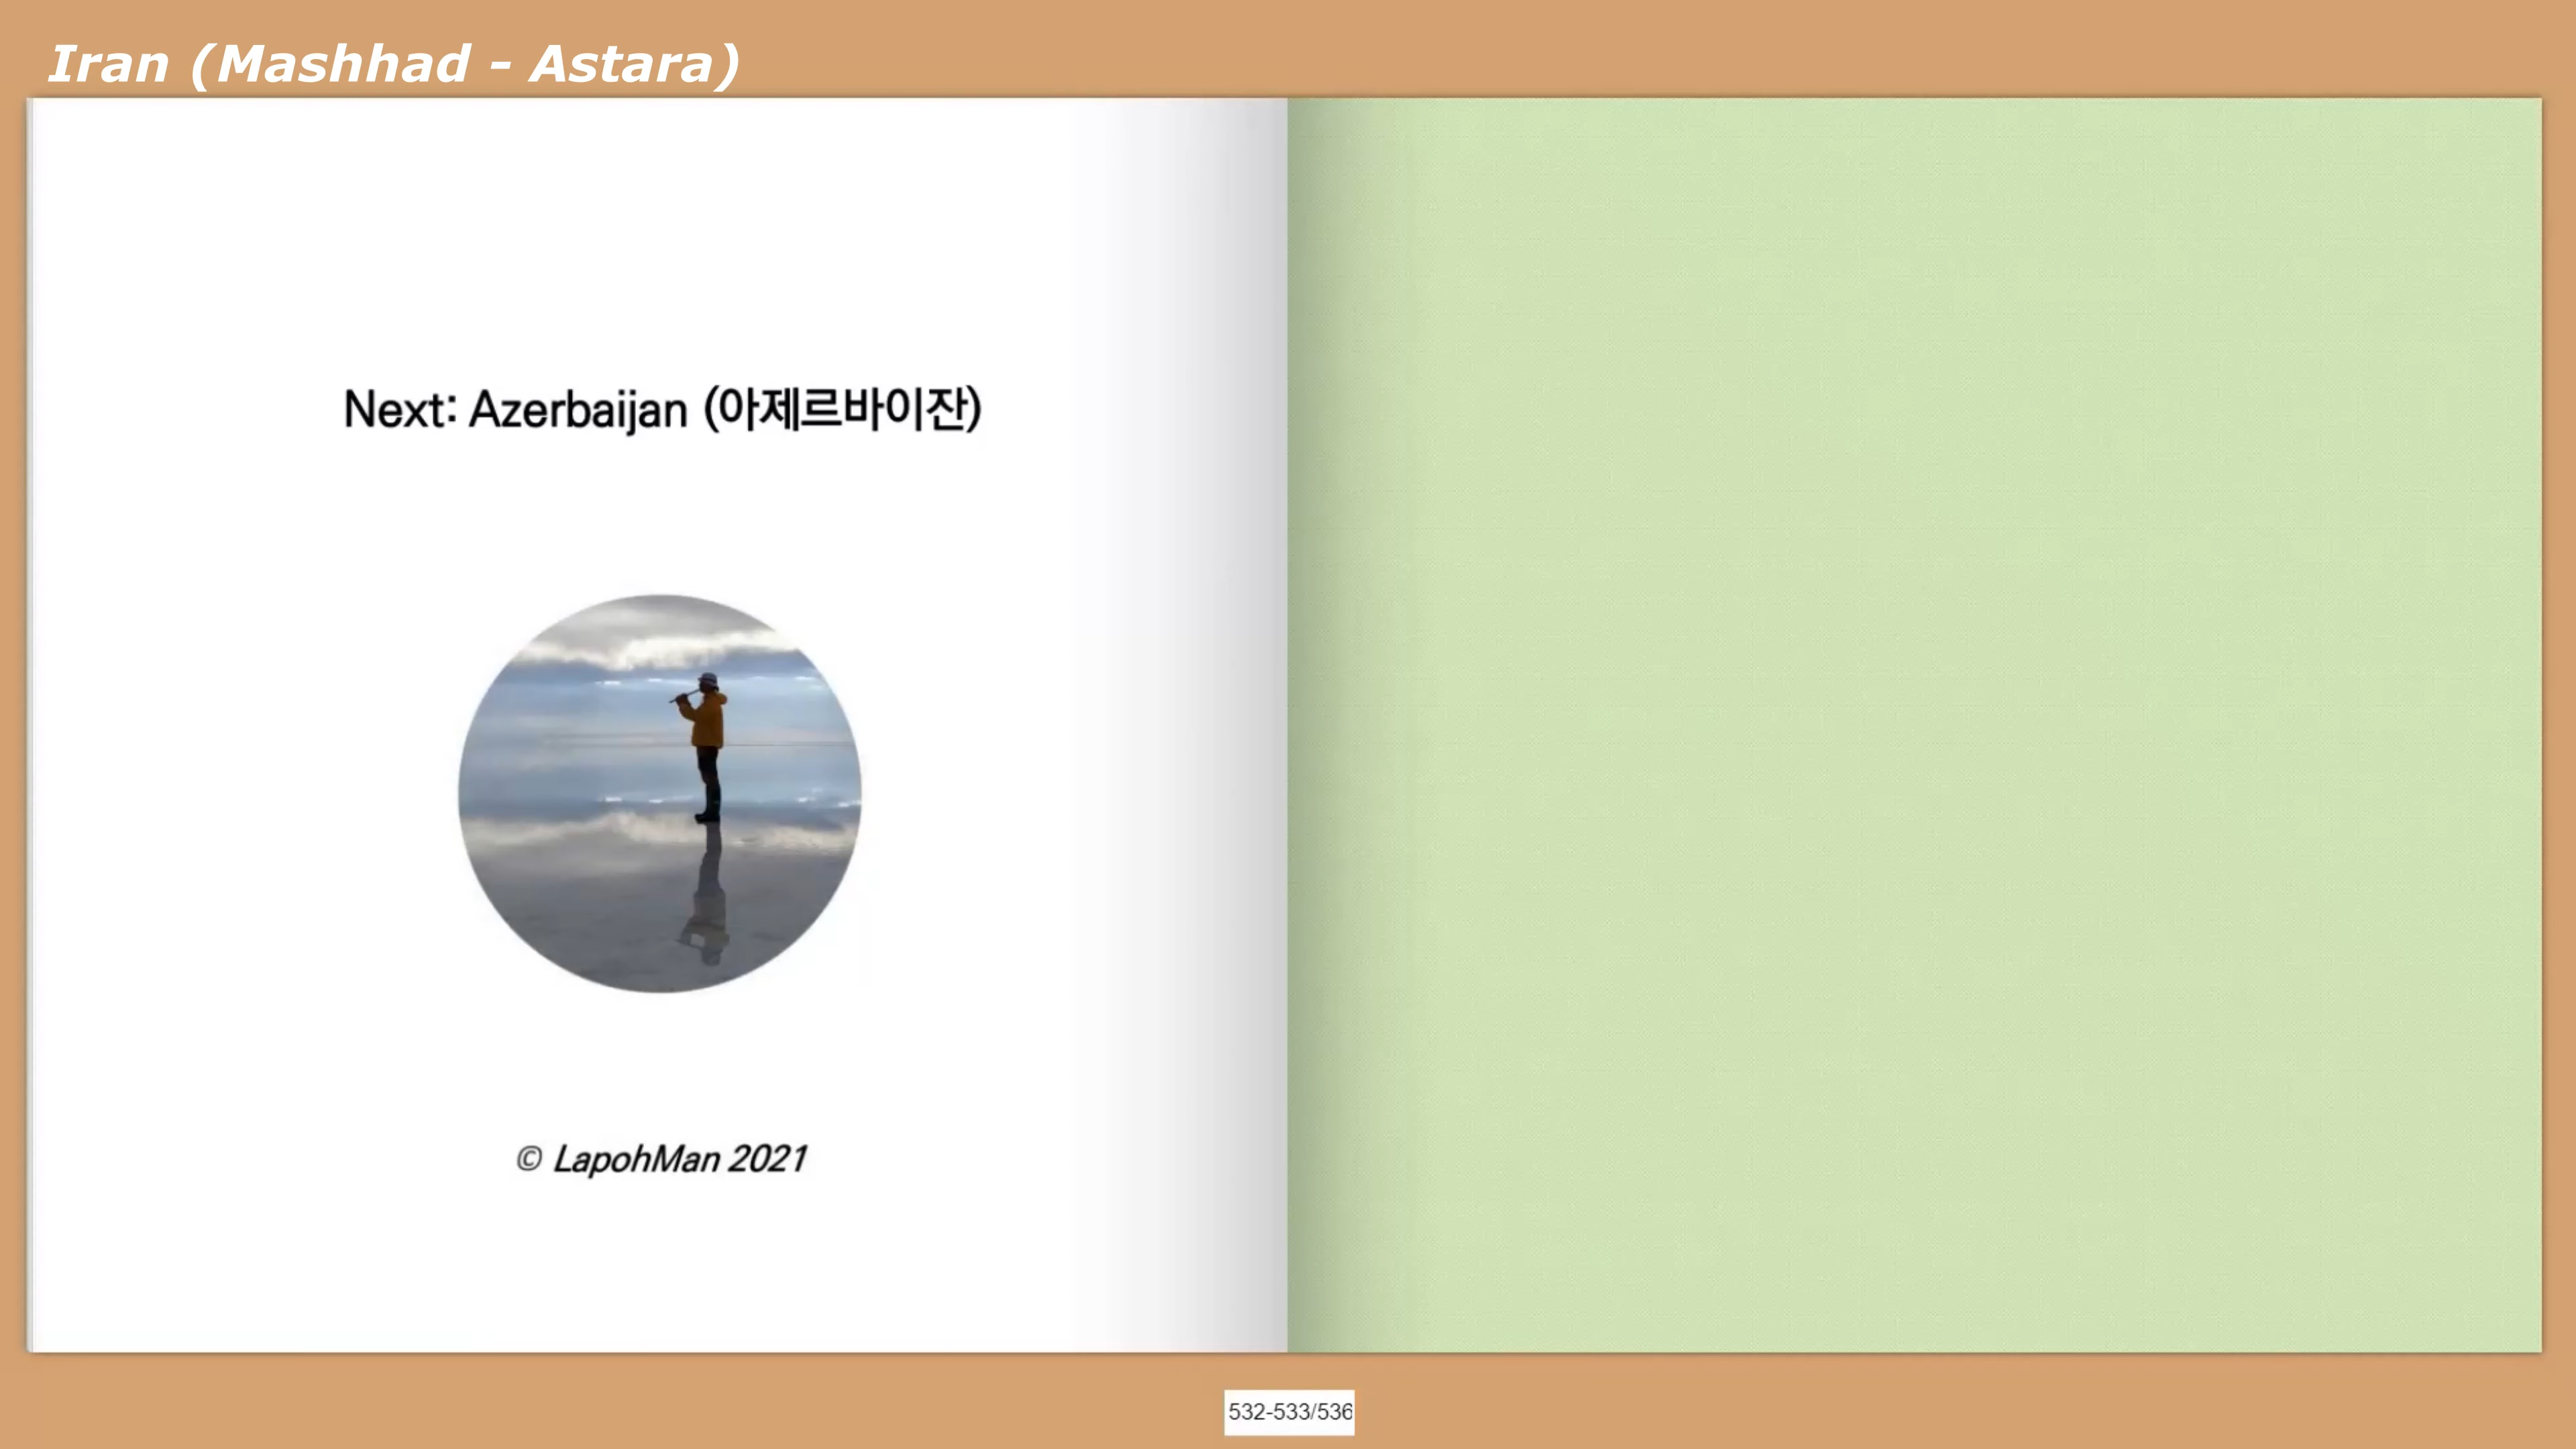 Iran (Mashhad - Astara)
Next: Azerbaijan (아제르바이잔)
© LapohMan 2021
532-533/536